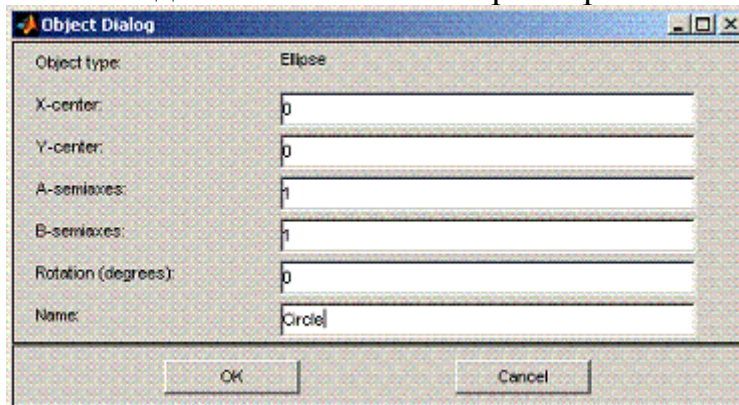 Object Dialog
Object type: Ellipse
X-center: 0
Y-center: 0
A-semiaxes: 1
B-semiaxes: 1
Rotation (degrees): 0
Name: Circle
OK Cancel